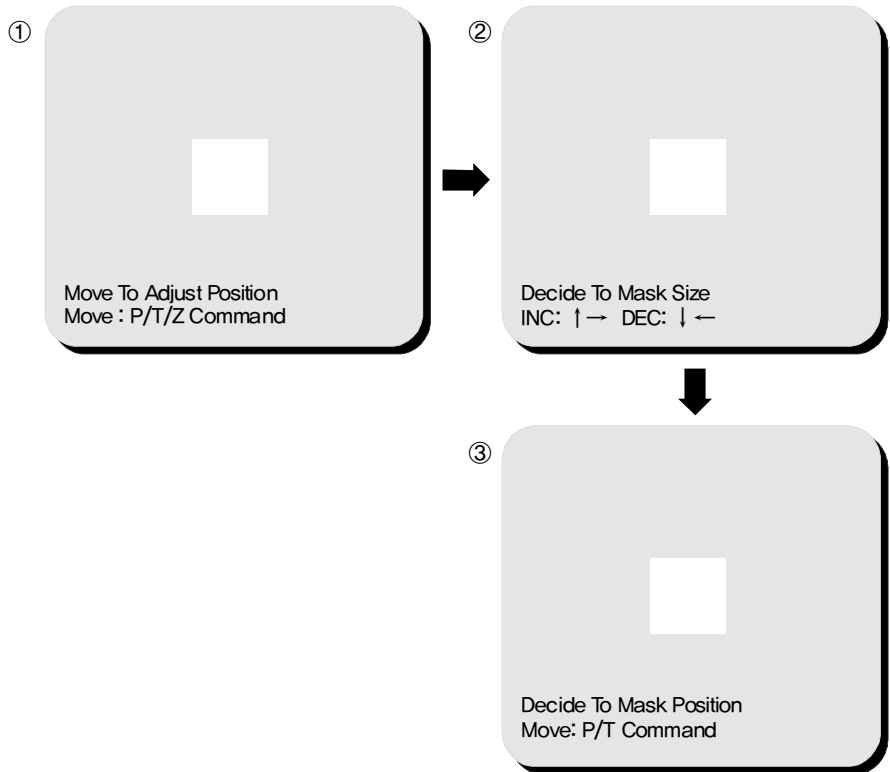 ①
Move To Adjust Position
Move : P/T/Z Command
②
Decide To Mask Size
INC: ↑→ DEC: ↓←
③
Decide To Mask Position
Move: P/T Command